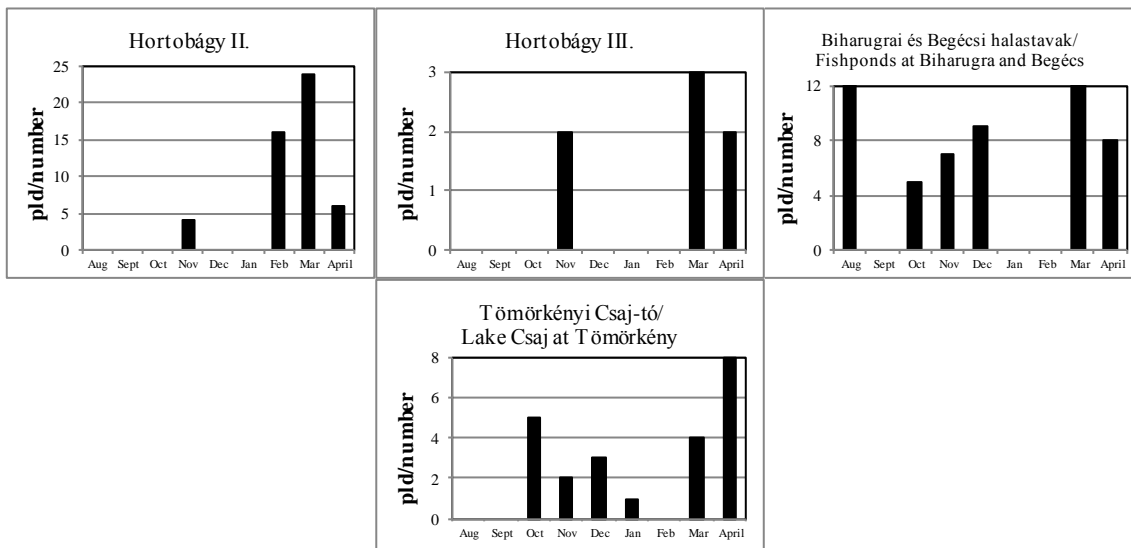 Hortobágy II.
pld/number
25
20
15
10
5
0
Aug Sept Oct Nov Dec Jan Feb Mar April
Hortobágy III.
pld/number
3
2
1
0
Aug Sept Oct Nov Dec Jan Feb Mar April
Biharugrai és Begécsi halastavak/
Fishponds at Biharugra and Begécs
pld/number
12
8
4
0
Aug Sept Oct Nov Dec Jan Feb Mar April
Tömörkényi Csaj-tó/
Lake Csaj at Tömörkény
pld/number
8
6
4
2
0
Aug Sept Oct Nov Dec Jan Feb Mar April